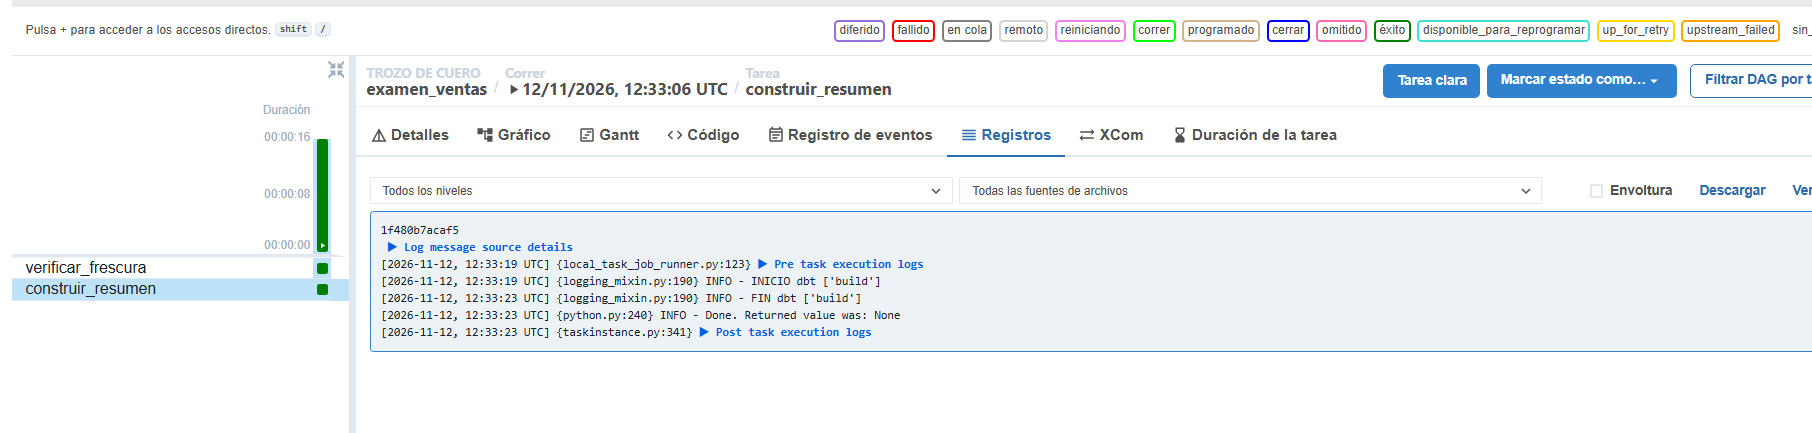 Pulsa + para acceder a los accesos directos. shift /
diferido fallido en cola remoto reiniciando correr programado cerrar omitido éxito disponible_para_reprogramar up_for_retry upstream_failed sin_
TROZO DE CUERO Correr Tarea
examen_ventas / 12/11/2026, 12:33:06 UTC / construir_resumen
Tarea clara Marcar estado como... Filtrar DAG por ta
Duración
00:00:16
00:00:08
00:00:00
verificar_frescura
construir_resumen
Detalles Gráfico Gantt Código Registro de eventos Registros XCom Duración de la tarea
Todos los niveles Todas las fuentes de archivos Envoltura Descargar Ver
1f480b7acaf5
Log message source details
[2026-11-12, 12:33:19 UTC] {local_task_job_runner.py:123} ▶ Pre task execution logs
[2026-11-12, 12:33:19 UTC] {logging_mixin.py:190} INFO - INICIO dbt ['build']
[2026-11-12, 12:33:23 UTC] {logging_mixin.py:190} INFO - FIN dbt ['build']
[2026-11-12, 12:33:23 UTC] {python.py:240} INFO - Done. Returned value was: None
[2026-11-12, 12:33:23 UTC] {taskinstance.py:341} ▶ Post task execution logs